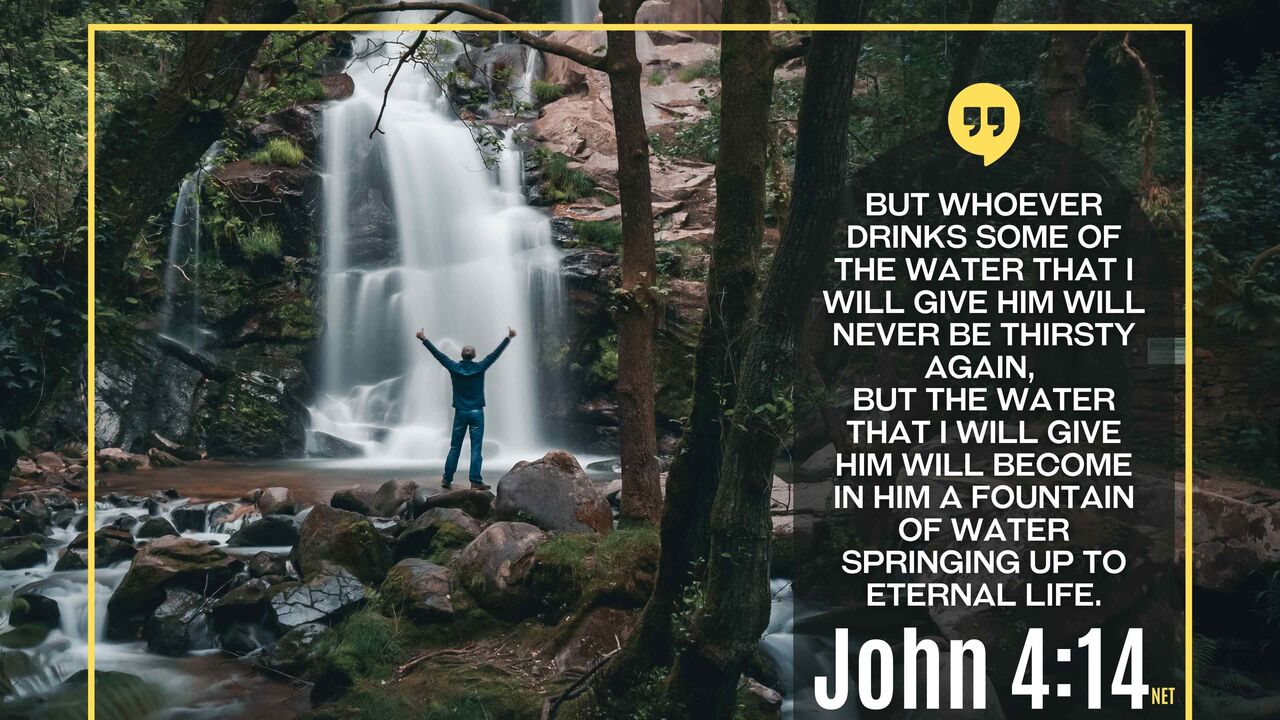 BUT WHOEVER
DRINKS SOME OF
THE WATER THAT I
WILL GIVE HIM WILL
NEVER BE THIRSTY
AGAIN,
BUT THE WATER
THAT I WILL GIVE
HIM WILL BECOME
IN HIM A FOUNTAIN
OF WATER
SPRINGING UP TO
ETERNAL LIFE.
John 4:14 NET